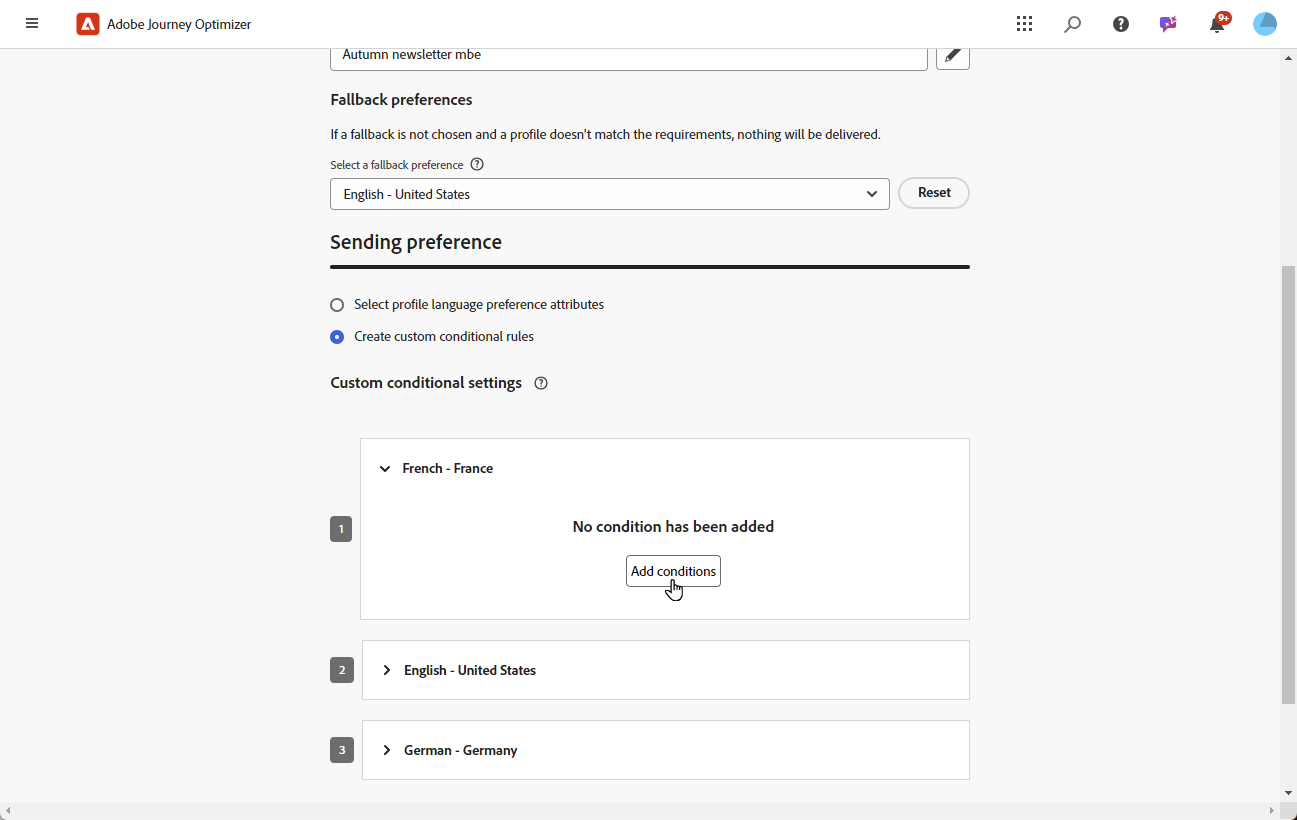 Adobe Journey Optimizer
9+
Autumn newsletter mbe
Fallback preferences
If a fallback is not chosen and a profile doesn't match the requirements, nothing will be delivered.
Select a fallback preference
English - United States
Reset
Sending preference
Select profile language preference attributes
Create custom conditional rules
Custom conditional settings
French - France
1
No condition has been added
Add conditions
2
English - United States
3
German - Germany